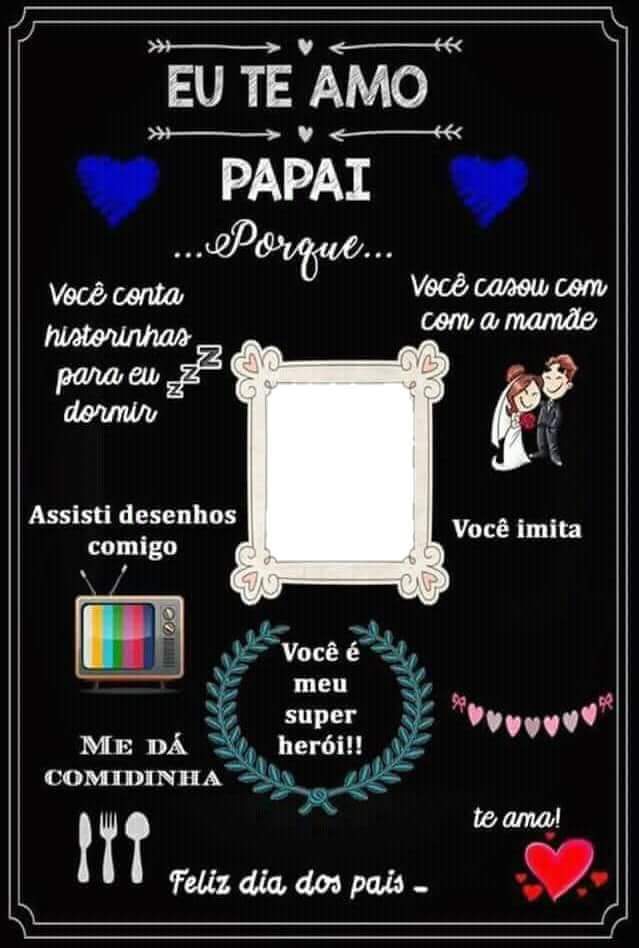 EU TE AMO
PAPAI
...Porque...
Você conta
historinhas
para eu
dormir
zzz
Você casou com
com a mamãe
Assisti desenhos
comigo
Você imita
Você é
meu
super
herói!!
Me dá
comidinha
te ama!
Feliz dia dos pais -